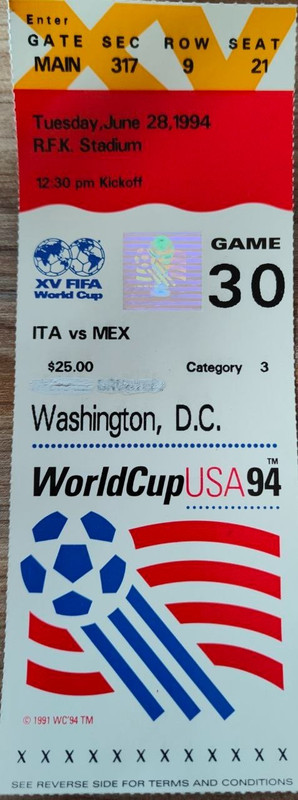 Enter
GATE SEC ROW SEAT
MAIN 317 9 21
Tuesday,June 28,1994
R.F.K. Stadium
12:30 pm Kickoff
GAME
30
XV FIFA
World Cup
ITA vs MEX
$25.00 Category 3
Washington, D.C.
WorldCupUSA94™
© 1991 WC'94 TM
X X X X X X X X X X X X
SEE REVERSE SIDE FOR TERMS AND CONDITIONS